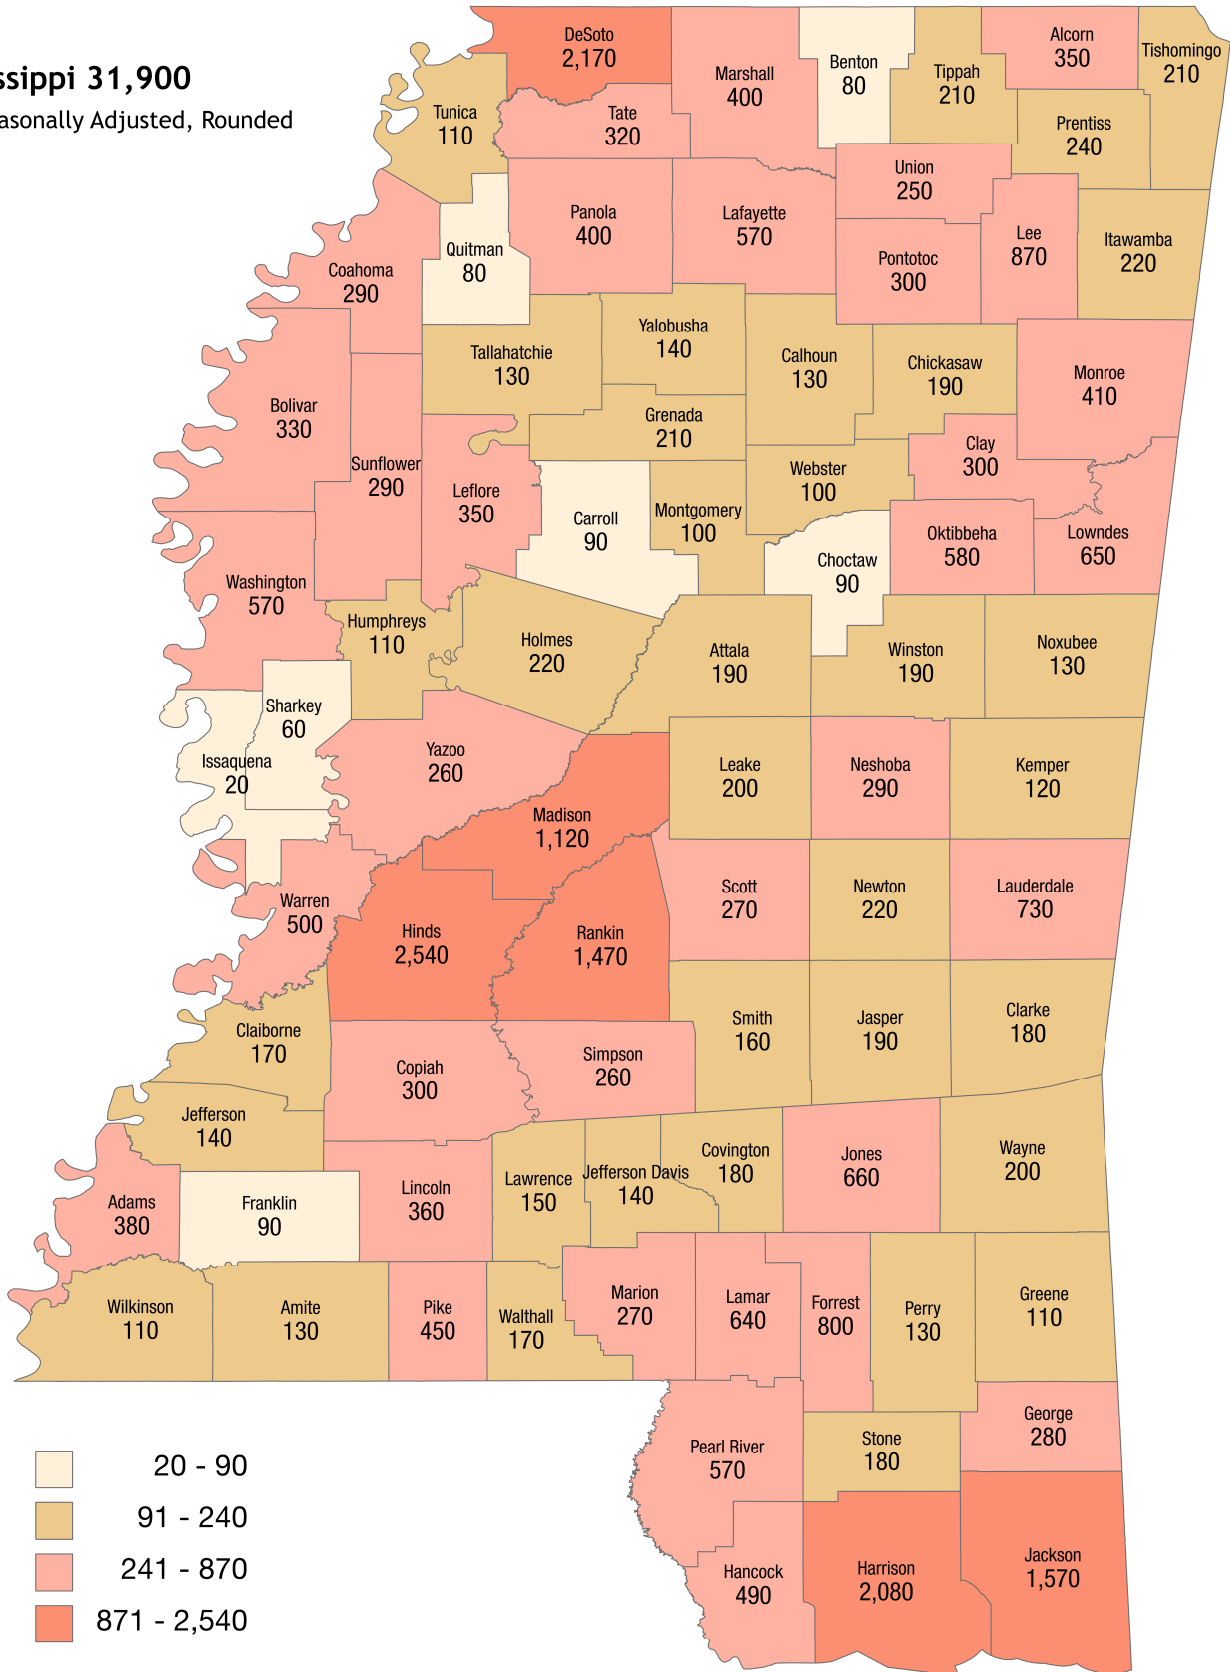 ssippi 31,900
asonally Adjusted, Rounded
DeSoto
2,170
Marshall
400
Benton
80
Tippah
210
Alcorn
350
Tishomingo
210
Tunica
110
Tate
320
Prentiss
240
Union
250
Panola
400
Lafayette
570
Quitman
80
Coahoma
290
Pontotoc
300
Lee
870
Itawamba
220
Tallahatchie
130
Yalobusha
140
Calhoun
130
Chickasaw
190
Monroe
410
Bolivar
330
Sunflower
290
Grenada
210
Clay
300
Leflore
350
Carroll
90
Montgomery
100
Webster
100
Choctaw
90
Oktibbeha
580
Lowndes
650
Washington
570
Humphreys
110
Holmes
220
Attala
190
Winston
190
Noxubee
130
Sharkey
60
Issaquena
20
Yazoo
260
Leake
200
Neshoba
290
Kemper
120
Madison
1,120
Warren
500
Hinds
2,540
Rankin
1,470
Scott
270
Newton
220
Lauderdale
730
Claiborne
170
Copiah
300
Simpson
260
Smith
160
Jasper
190
Clarke
180
Jefferson
140
Adams
380
Franklin
90
Lincoln
360
Lawrence
150
Jefferson Davis
140
Covington
180
Jones
660
Wayne
200
Wilkinson
110
Amite
130
Pike
450
Walthall
170
Marion
270
Lamar
640
Forrest
800
Perry
130
Greene
110
Pearl River
570
Stone
180
George
280
Hancock
490
Harrison
2,080
Jackson
1,570
20 - 90
91 - 240
241 - 870
871 - 2,540